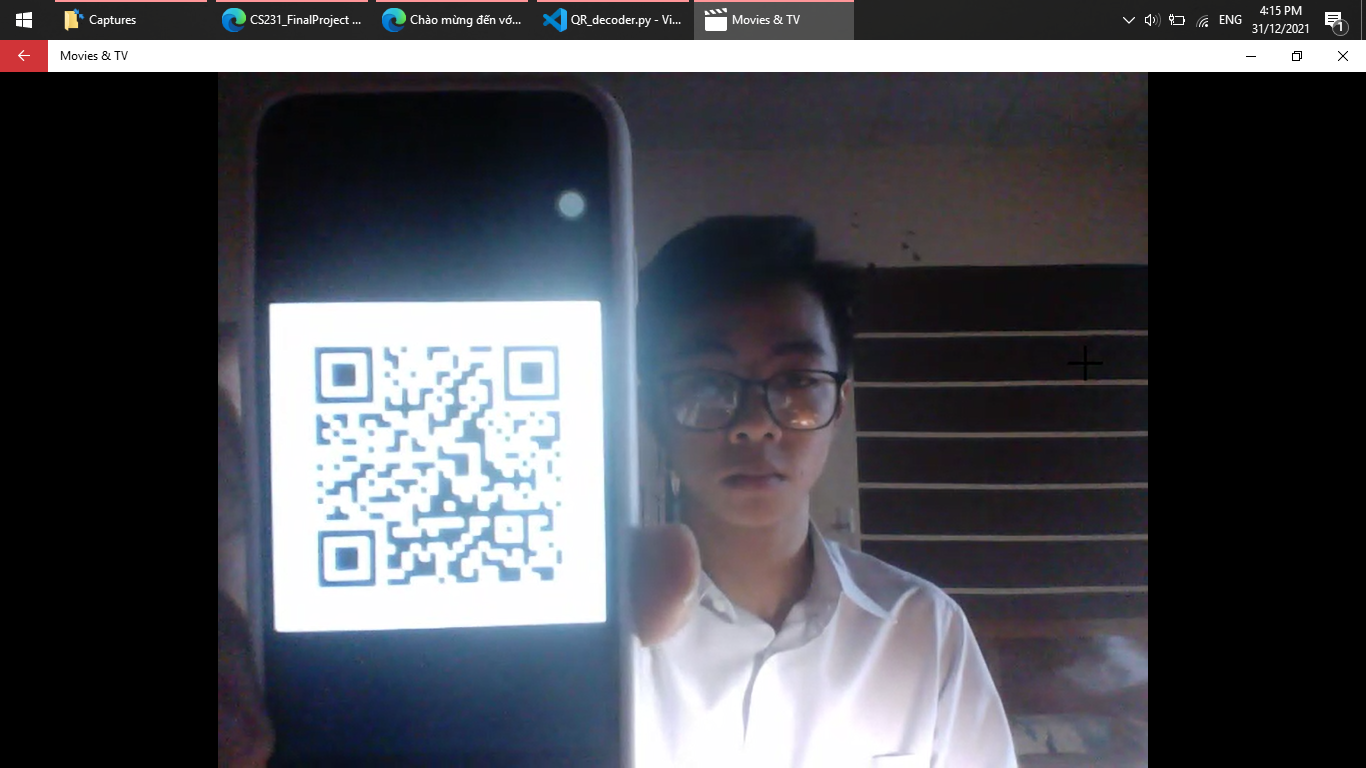 Captures
CS231_FinalProject ...
Chào mừng đến vớ...
QR_decoder.py - Vi...
Movies & TV
ENG
4:15 PM
31/12/2021
1
Movies & TV